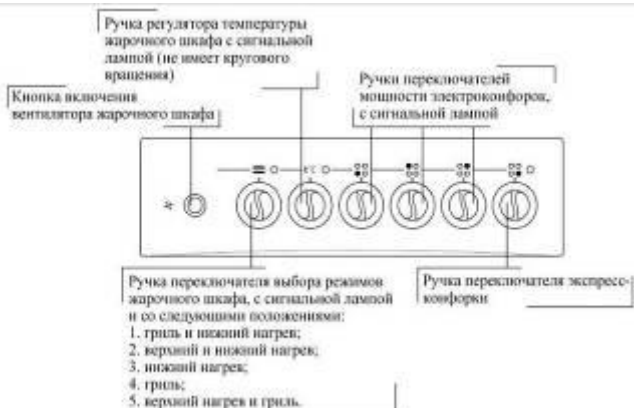 Ручка регулятора температуры
жарочного шкафа с сигнальной
лампой (не имеет кругового
вращения)
Ручки переключателей
мощности электроконфорок,
с сигнальной лампой
Кнопка включения
вентилятора жарочного шкафа
°C
Ручка переключателя выбора режимов
жарочного шкафа, с сигнальной лампой
и со следующими положениями:
1. гриль и нижний нагрев;
2. верхний и нижний нагрев;
3. нижний нагрев;
4. гриль;
5. верхний нагрев и гриль.
Ручка переключателя экспресс-
конфорки